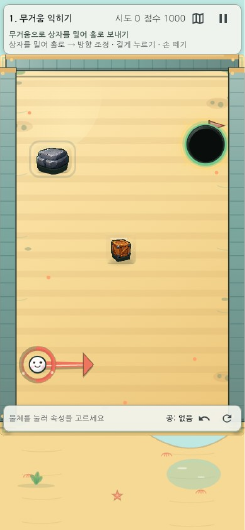 1. 무거움 익히기 시도 0 점수 1000
무거움으로 상자를 밀어 홀로 보내기
상자를 밀어 홀로 → 방향 조정 · 길게 누르기 · 손 떼기
물체를 눌러 속성을 고르세요 공: 없음